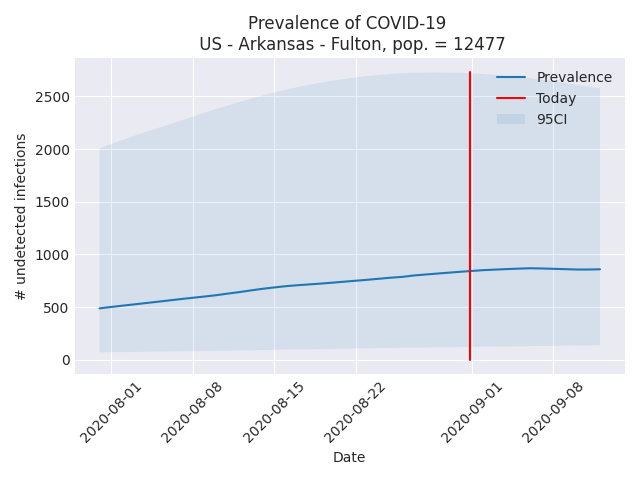 Prevalence of COVID-19
US - Arkansas - Fulton, pop. = 12477
# undetected infections
2500
2000
1500
1000
500
0
Prevalence
Today
95CI
2020-08-01
2020-08-08
2020-08-15
2020-08-22
2020-09-01
2020-09-08
Date